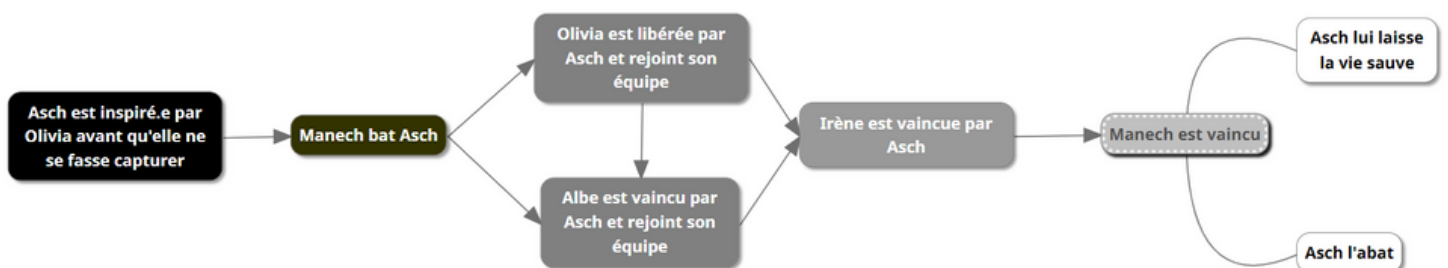 Asch est inspiré.e par
Olivia avant qu'elle ne
se fasse capturer
Manech bat Asch
Olivia est libérée par
Asch et rejoint son
équipe
Albe est vaincu par
Asch et rejoint son
équipe
Irène est vaincue par
Asch
Manech est vaincu
Asch lui laisse
la vie sauve
Asch l'abat